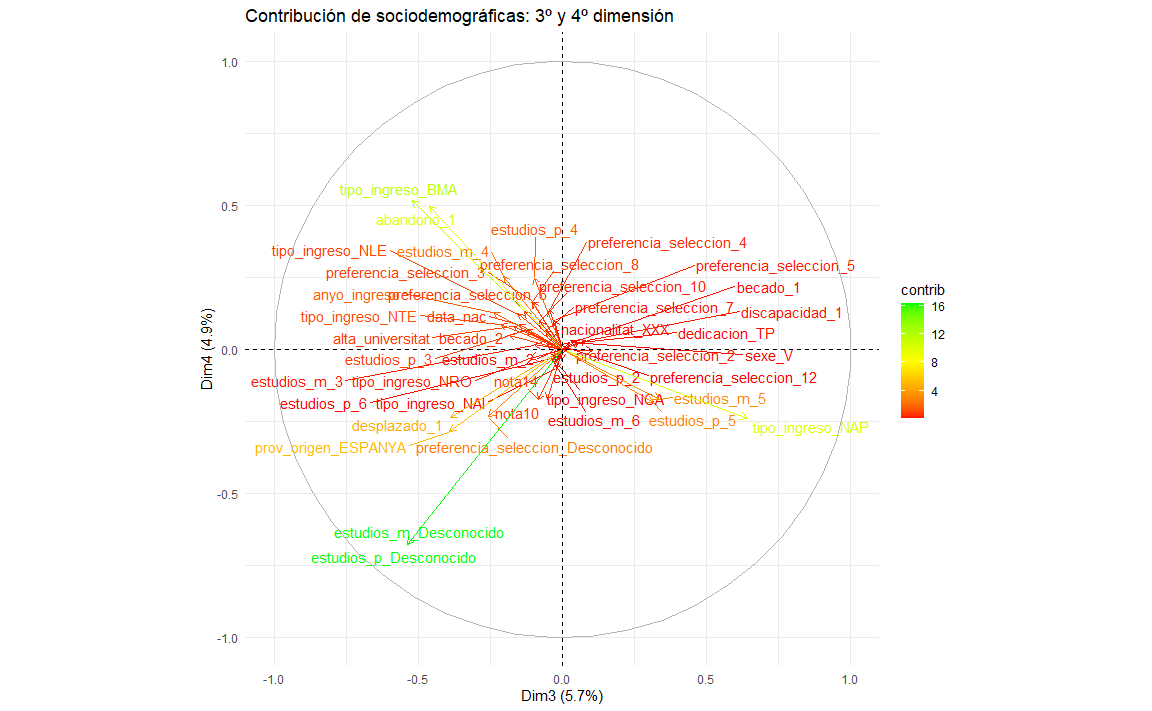 Contribución de sociodemográficas: 3º y 4º dimensión
1.0
tipo_ingreso_BMA
0.5
abandono_1
estudios_p_4
preferencia_seleccion_4
tipo_ingreso_NLE
estudios_m_4
preferencia_seleccion_8
preferencia_seleccion_5
preferencia_seleccion_3
preferencia_seleccion_10
becado_1
anyo_ingreso
preferencia_seleccion_6
preferencia_seleccion_7
discapacidad_1
tipo_ingreso_NTE
data_nac
nacionalitat_XXX
dedicacion_TP
alta_universitat
becado_2
0.0
estudios_p_3
estudios_m_2
preferencia_seleccion_2
sexe_V
estudios_m_3
tipo_ingreso_NRO
nota14
estudios_p_2
preferencia_seleccion_12
estudios_p_6
tipo_ingreso_NAI
tipo_ingreso_NCA
estudios_m_5
nota10
desplazado_1
estudios_m_6
estudios_p_5
tipo_ingreso_NAP
prov_origen_ESPANYA
preferencia_seleccion_Desconocido
-0.5
estudios_m_Desconocido
estudios_p_Desconocido
-1.0
-1.0
-0.5
0.0
0.5
1.0
Dim3 (5.7%)
Dim4 (4.9%)
contrib
16
12
8
4